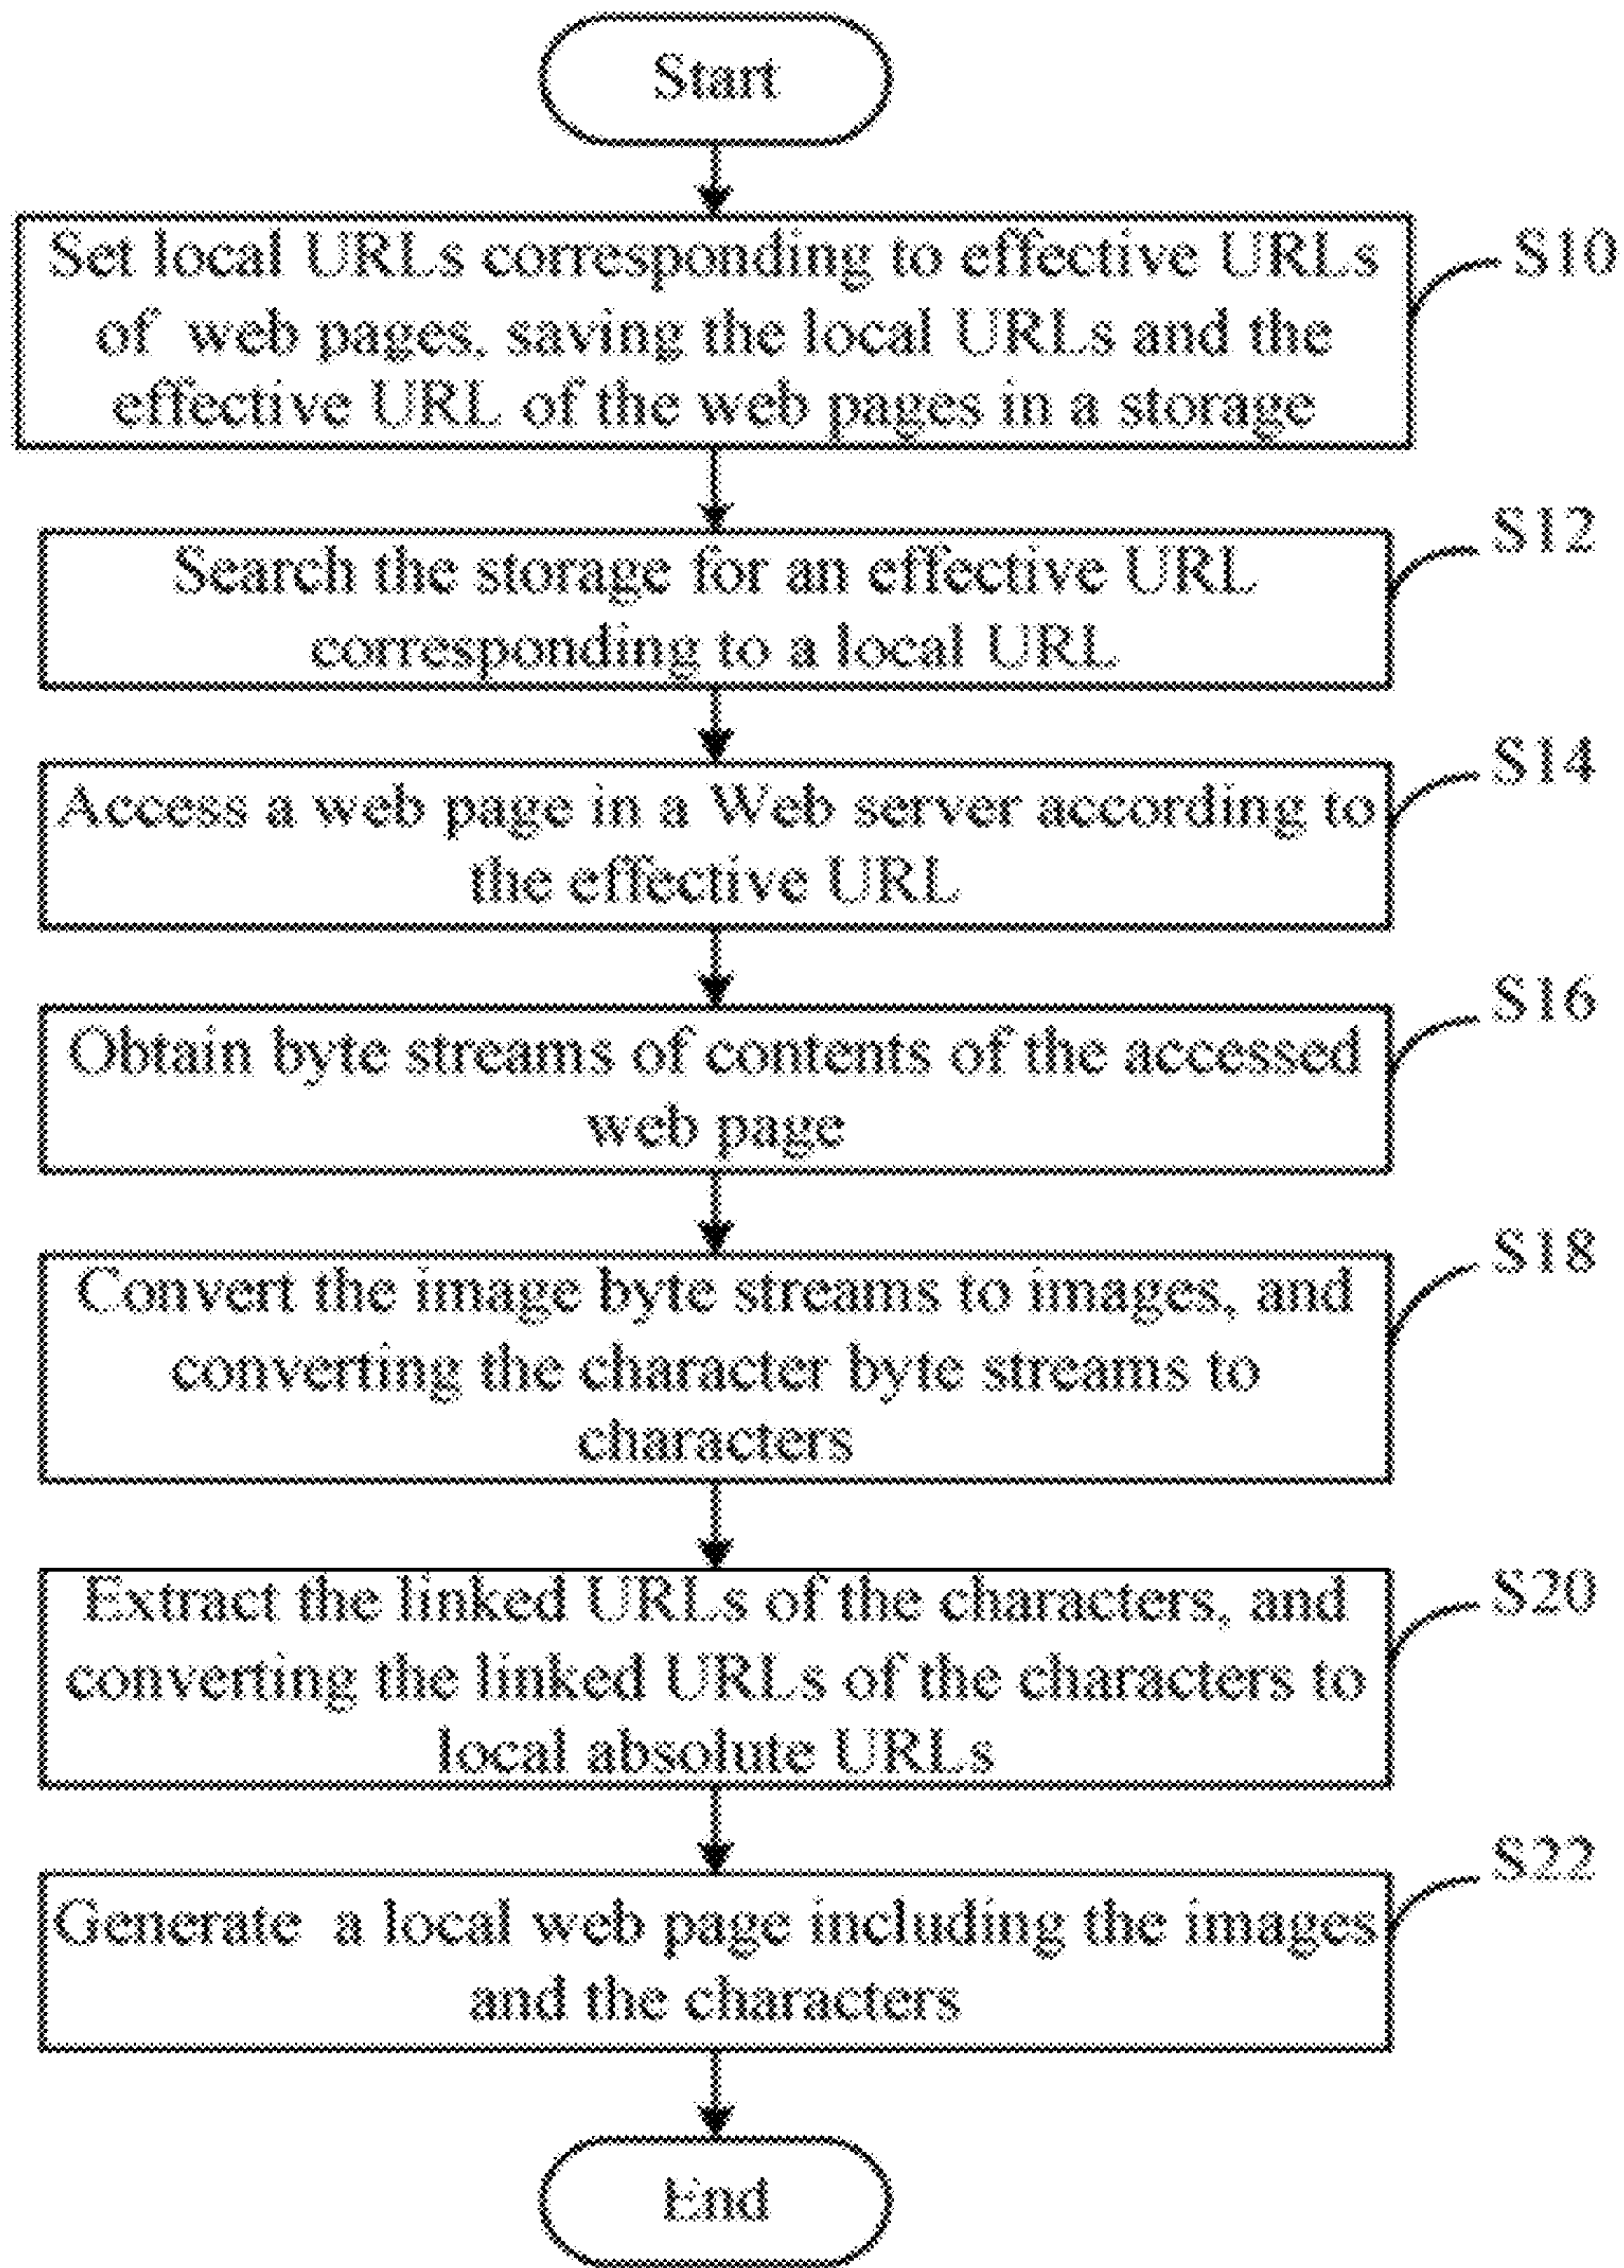 Start
Set local URLs corresponding to effective URLs
of web pages, saving the local URLs and the
effective URL of the web pages in a storage
S10
Search the storage for an effective URL
corresponding to a local URL
S12
Access a web page in a Web server according to
the effective URL
S14
Obtain byte streams of contents of the accessed
web page
S16
Convert the image byte streams to images, and
converting the character byte streams to
characters
S18
Extract the linked URLs of the characters, and
converting the linked URLs of the characters to
local absolute URLs
S20
Generate a local web page including the images
and the characters
S22
End